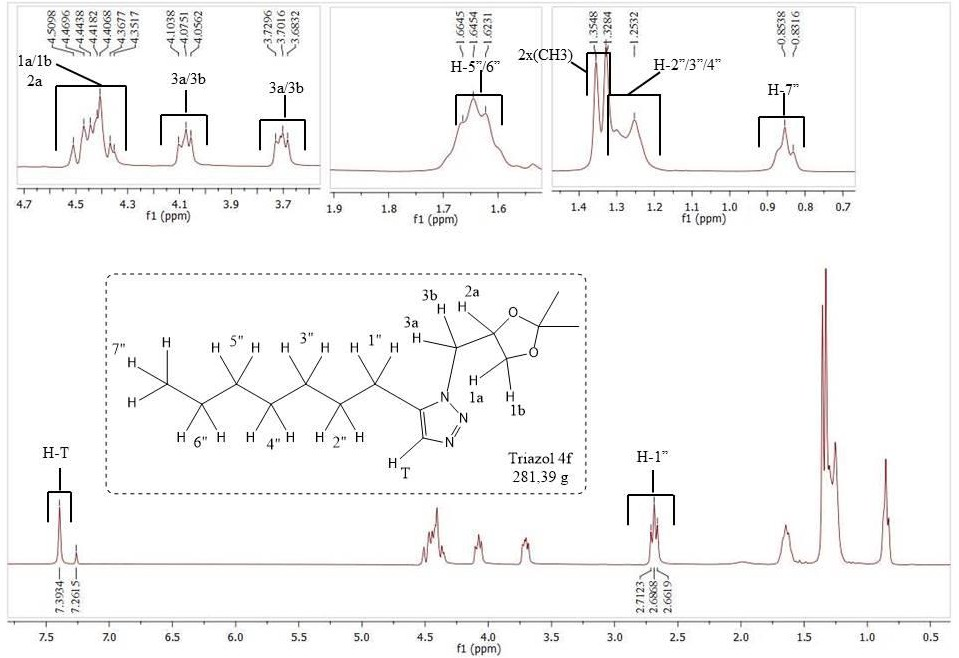 4.5098
4.4696
4.4438
4.4182
4.4068
4.3677
4.3517
4.1038
4.0751
4.0562
3.7296
3.7016
3.6832
1a/1b
2a
3a/3b
3a/3b
4.7 4.5 4.3 4.1 3.9 3.7
f1 (ppm)
1.6645
1.6454
1.6231
H-5”/6”
1.9 1.8 1.7 1.6
f1 (ppm)
1.3548
1.3284
1.2532
0.8538
0.8316
2x(CH3)
H-2”/3”/4”
H-7”
1.4 1.3 1.2 1.1 1.0 0.9 0.8 0.7
f1 (ppm)
3b 2a
H H
3a
H
O
O
H H
1a 1b
7" H H H
H 5" H
H 3" H
H 1" H
H H
6"
H H
4"
H H
2"
N
N
N
H
T
Triazol 4f
281.39 g
H-T
H-1”
7.3934
7.2615
2.7123
2.6868
2.6619
7.5 7.0 6.5 6.0 5.5 5.0 4.5 4.0 3.5 3.0 2.5 2.0 1.5 1.0 0.5
f1 (ppm)